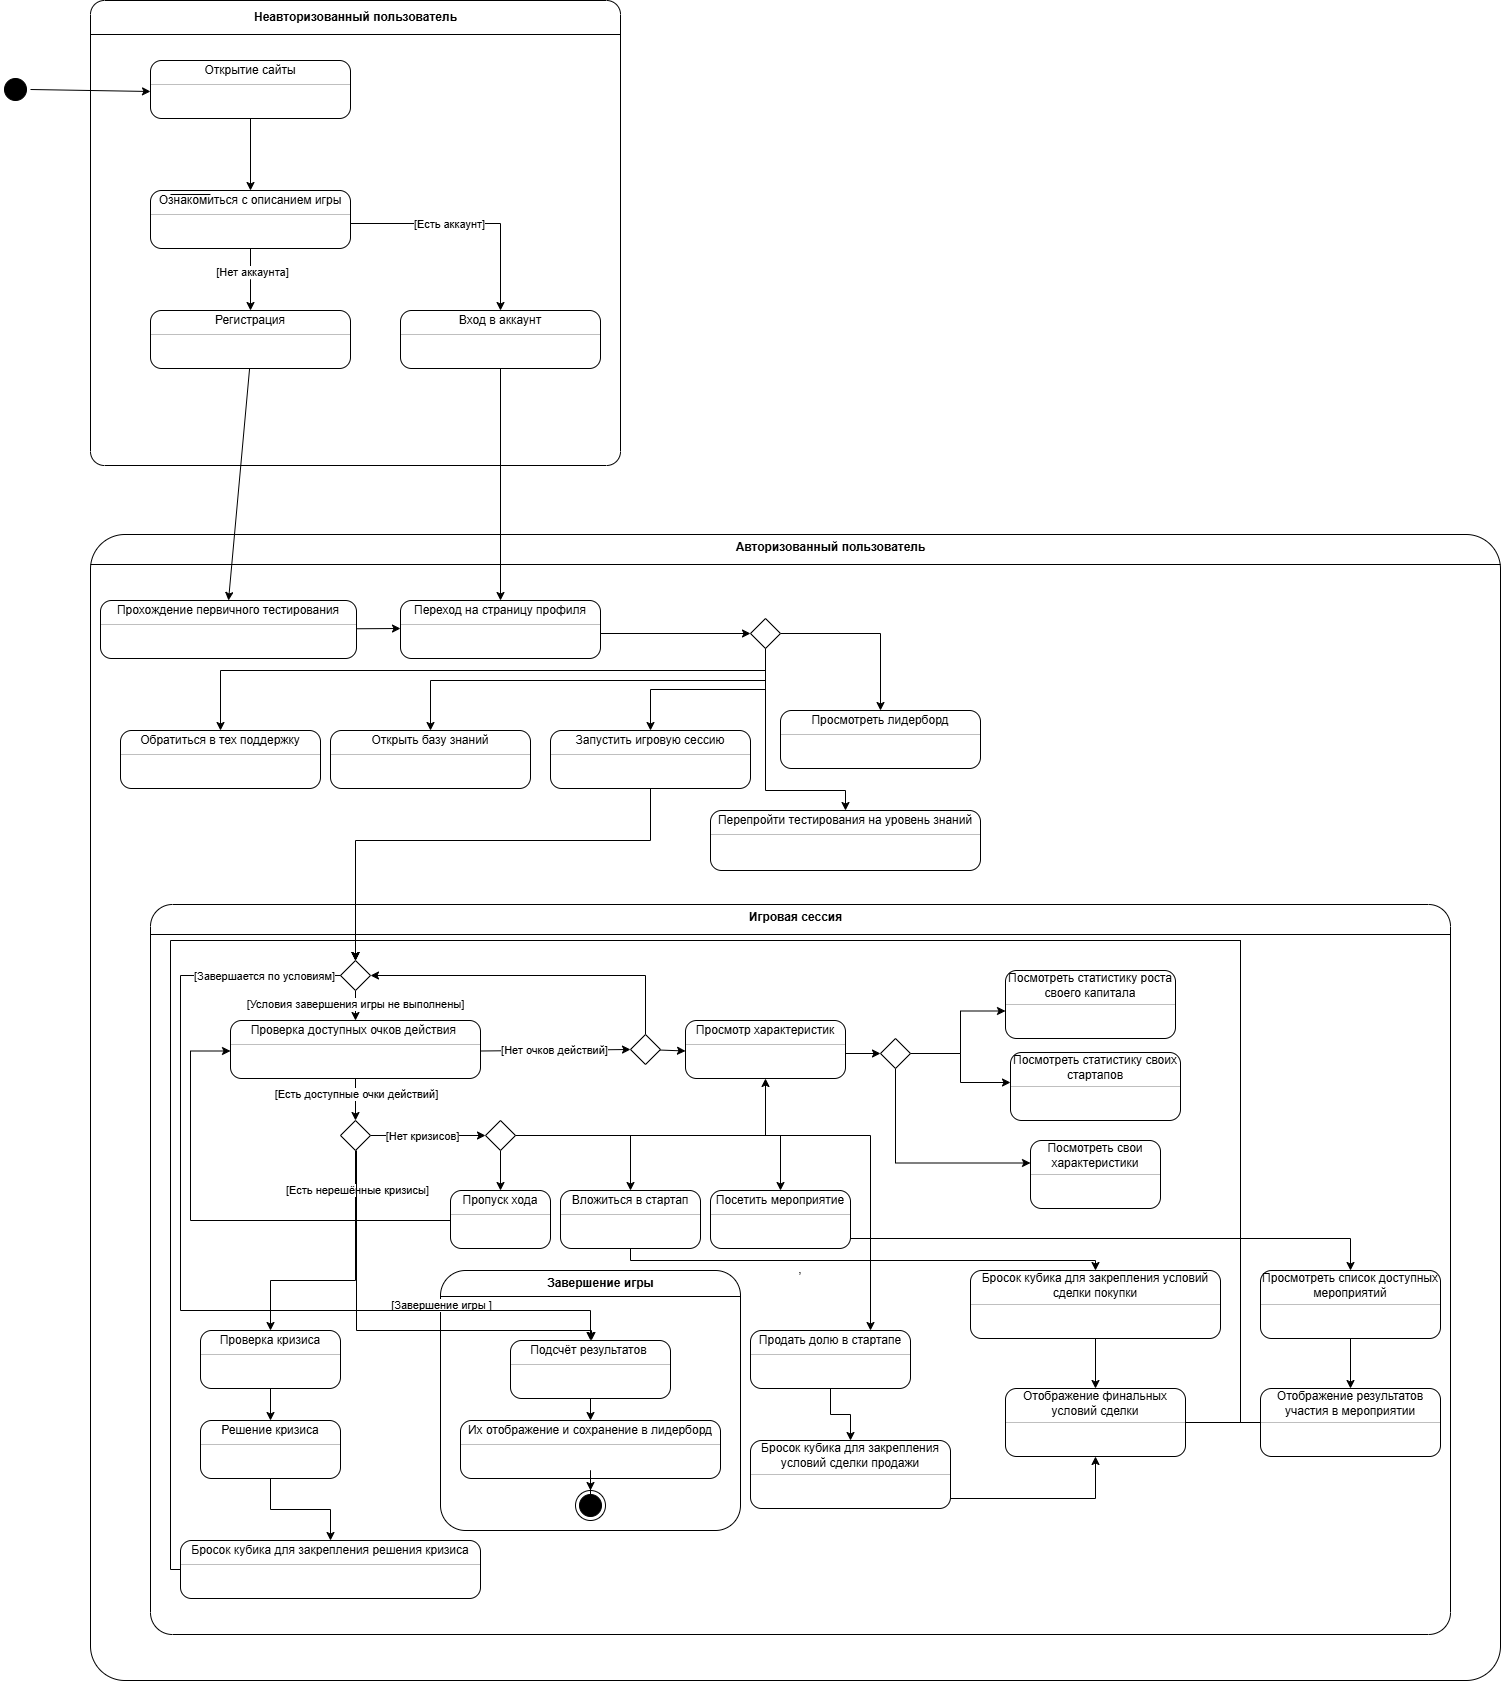 Неавторизованный пользователь
Открытие сайты
Ознакомиться с описанием игры
[Есть аккаунт]
[Нет аккаунта]
Регистрация
Вход в аккаунт
Авторизованный пользователь
Прохождение первичного тестирования
Переход на страницу профиля
Просмотреть лидерборд
Обратиться в тех поддержку
Открыть базу знаний
Запустить игровую сессию
Перепройти тестирования на уровень знаний
Игровая сессия
[Завершается по условиям]
[Условия завершения игры не выполнены]
Посмотреть статистику роста
своего капитала
Проверка доступных очков действия
[Нет очков действий]
Просмотр характеристик
Посмотреть статистику своих
стартапов
[Есть доступные очки действий]
[Нет кризисов]
Посмотреть свои
характеристики
[Есть нерешённые кризисы]
Пропуск хода
Вложиться в стартап
Посетить мероприятие
,
Завершение игры
Бросок кубика для закрепления условий
сделки покупки
Просмотреть список доступных
мероприятий
[Завершение игры ]
Проверка кризиса
Подсчёт результатов
Продать долю в стартапе
Отображение финальных
условий сделки
Отображение результатов
участия в мероприятии
Решение кризиса
Их отображение и сохранение в лидерборд
Бросок кубика для закрепления
условий сделки продажи
Бросок кубика для закрепления решения кризиса